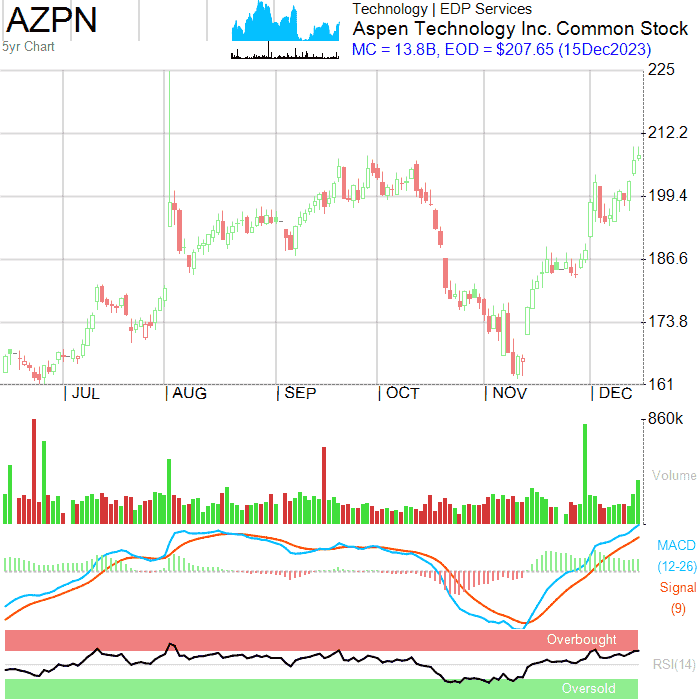 AZPN
5yr Chart
Technology | EDP Services
Aspen Technology Inc. Common Stock
MC = 13.8B, EOD = $207.65 (15Dec2023)
225
212.2
199.4
186.6
173.8
161
JUL AUG SEP OCT NOV DEC
860k
Volume
MACD
(12-26)
Signal
(9)
Overbought
RSI(14)
Oversold